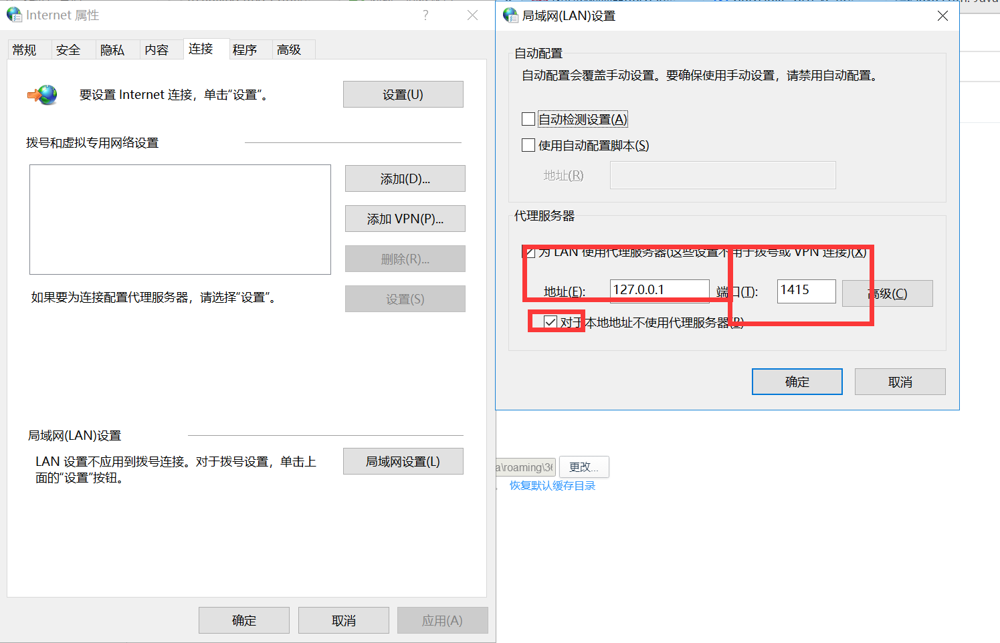 Internet 属性
?
常规
安全
隐私
内容
连接
程序
高级
要设置 Internet 连接，单击“设置”。
设置(U)
拨号和虚拟专用网络设置
添加(D)...
添加 VPN(P)...
删除(R)...
设置(S)
如果要为连接配置代理服务器，请选择“设置”。
局域网(LAN)设置
LAN 设置不应用到拨号连接。对于拨号设置，单击上
面的“设置”按钮。
局域网设置(L)
确定
取消
应用(A)
局域网(LAN)设置
自动配置
自动配置会覆盖手动设置。要确保使用手动设置，请禁用自动配置。
自动检测设置(A)
使用自动配置脚本(S)
地址(R)
代理服务器
为 LAN 使用代理服务器(这些设置不用于拨号或 VPN 连接)(X)
地址(E):
127.0.0.1
端口(T):
1415
高级(C)
对于本地地址不使用代理服务器(B)
确定
取消
a\roaming\36
更改...
恢复默认缓存目录